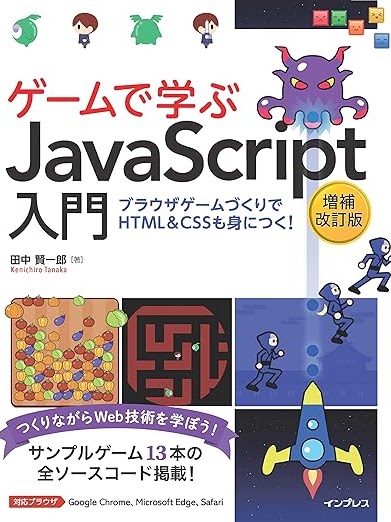 ゲームで学ぶ
JavaScript
入門
ブラウザゲームづくりで
HTML&CSSも身につく!
増補
改訂版
田中 賢一郎 [著]
Kenichiro Tanaka
つくりながらWeb技術を学ぼう!
サンプルゲーム13本の
全ソースコード掲載!
対応ブラウザ Google Chrome, Microsoft Edge, Safari
インプレス